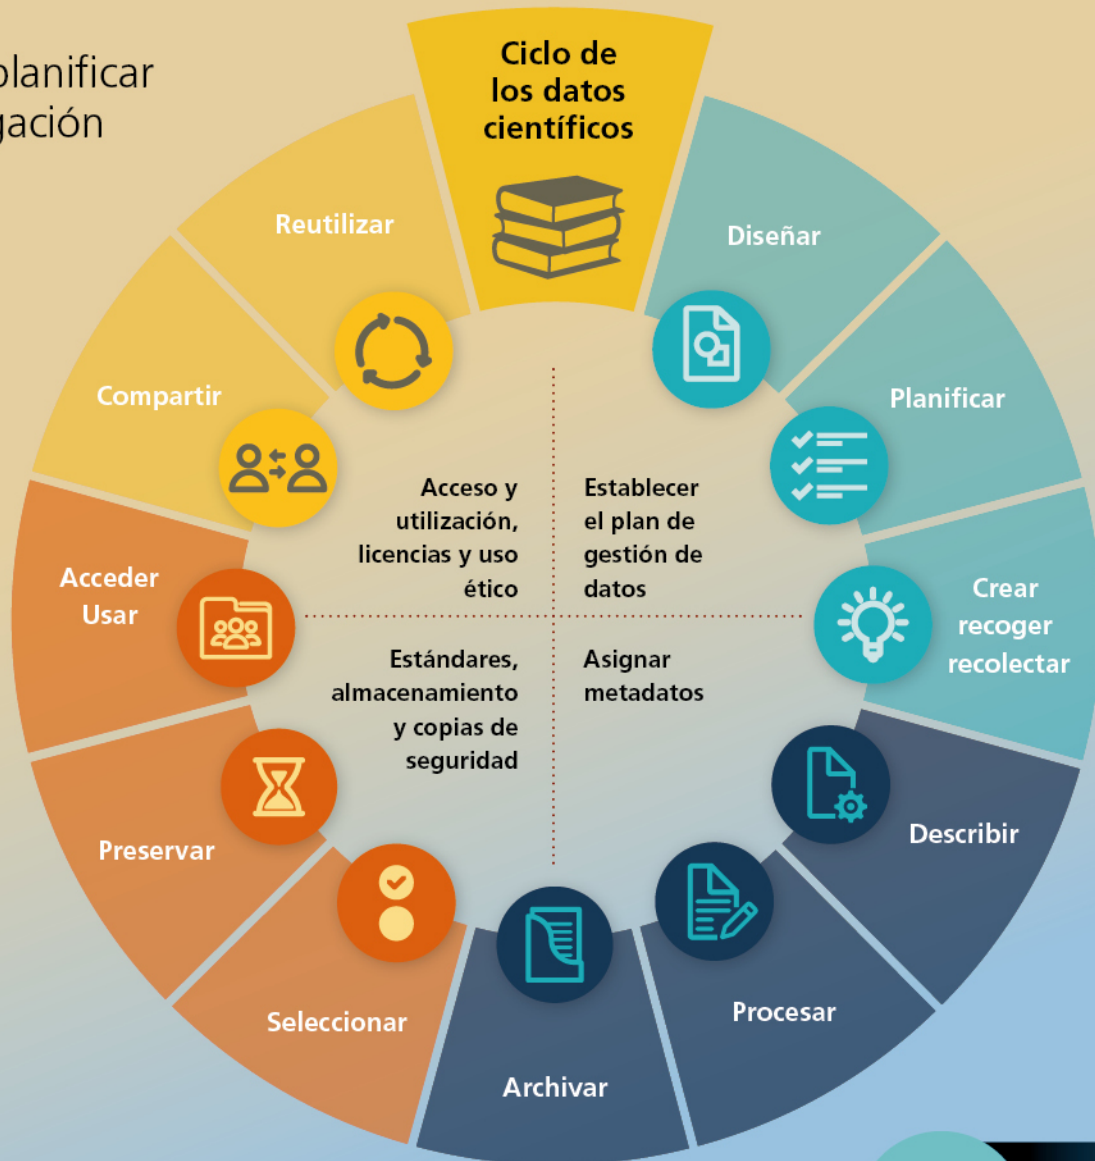 planificar
gación
Ciclo de
los datos
científicos
Diseñar
Planificar
Crear
recoger
recolectar
Describir
Procesar
Archivar
Seleccionar
Preservar
Acceder
Usar
Compartir
Reutilizar
Acceso y
utilización,
licencias y uso
ético
Establecer
el plan de
gestión de
datos
Estándares,
almacenamiento
y copias de
seguridad
Asignar
metadatos